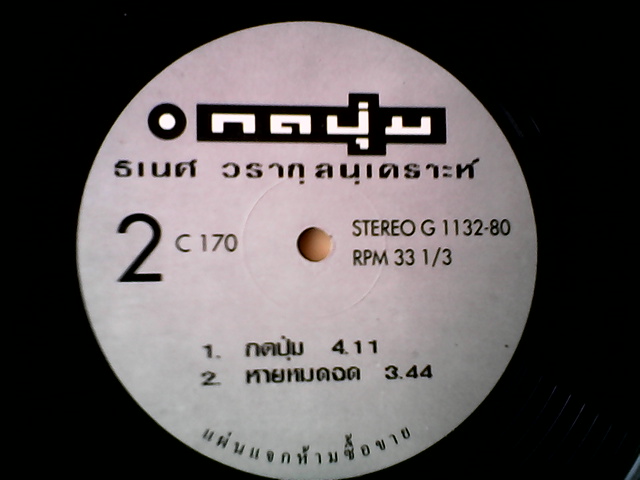 กดปุ่ม
ธเนศ วรากุลนุเคราะห์
2 C 170 STEREO G 1132-80
RPM 33 1/3
1. กดปุ่ม 4.11
2. หายหมดอด 3.44
แผ่นแจกห้ามซื้อขาย